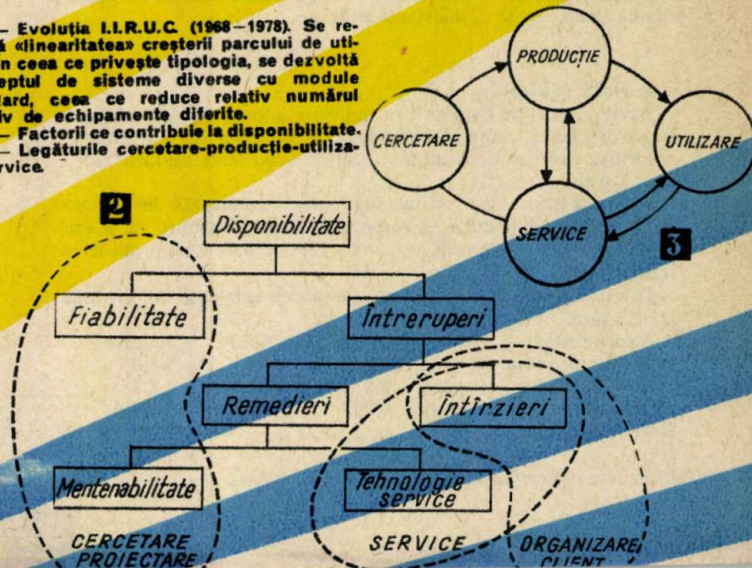 — Evoluția I.I.R.U.C. (1968—1978). Se re-
«linearitatea» creșterii parcului de uti-
n ceea ce privește tipologia, se dezvoltă
eptul de sisteme diverse cu module
lard, ceea ce reduce relativ numărul
iv de echipamente diferite.
— Factorii ce contribuie la disponibilitate.
— Legăturile cercetare-producție-utiliza-
rvice.
PRODUCȚIE
CERCETARE
UTILIZARE
SERVICE
3
2
Disponibilitate
Fiabilitate
Întreruperi
Remedieri
Întîrzieri
Mentenabilitate
Tehnologie
service
CERCETARE
PROIECTARE
SERVICE
ORGANIZARE
CLIENT